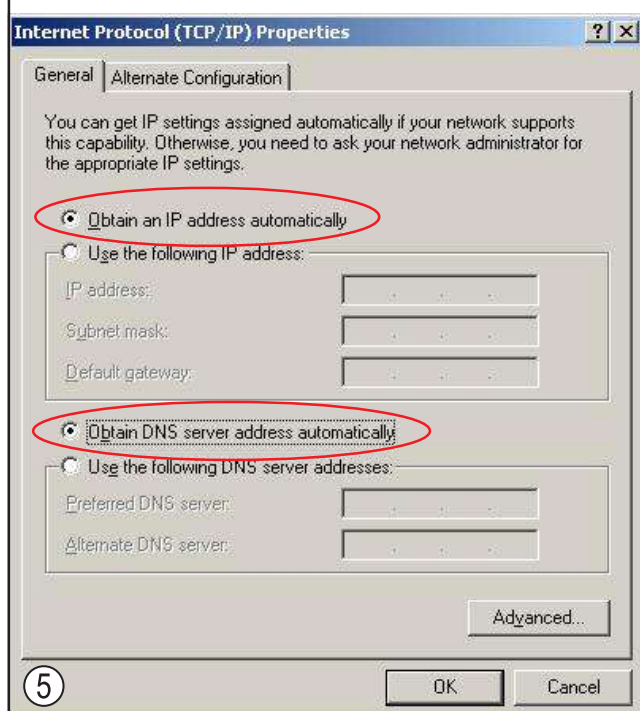 Internet Protocol (TCP/IP) Properties
General
Alternate Configuration
You can get IP settings assigned automatically if your network supports
this capability. Otherwise, you need to ask your network administrator for
the appropriate IP settings.
Obtain an IP address automatically
Use the following IP address:
IP address:
Subnet mask:
Default gateway:
Obtain DNS server address automatically
Use the following DNS server addresses:
Preferred DNS server:
Alternate DNS server:
Advanced...
5
OK
Cancel